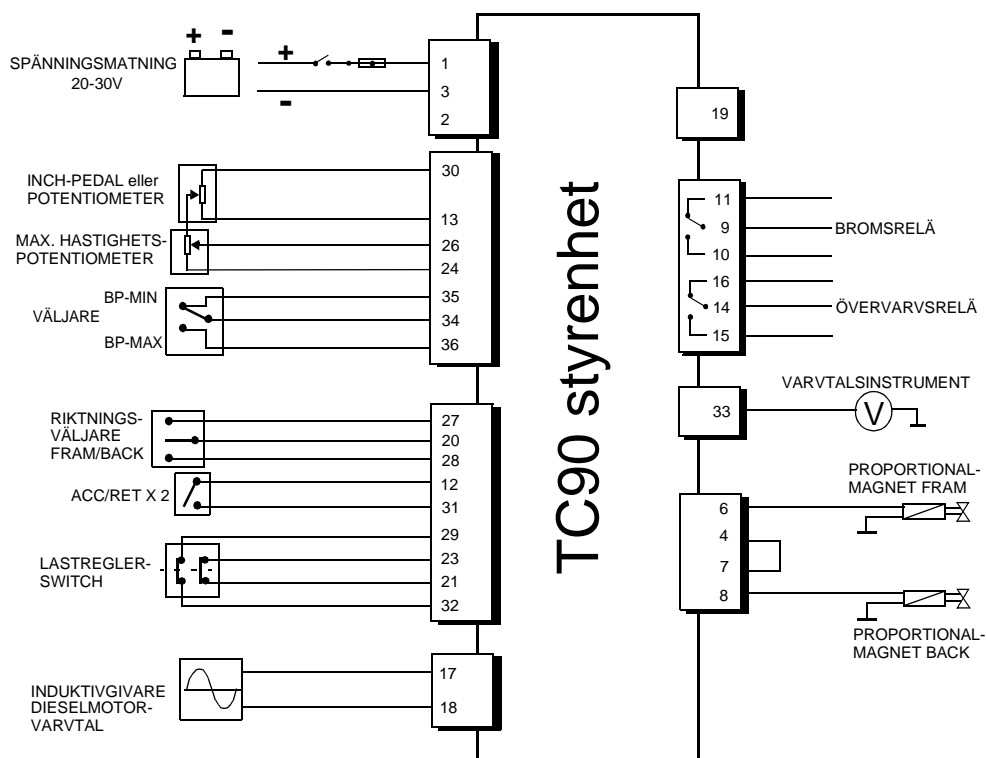 + -
SPÄNNINGSMATNING
20-30V
+
-
1
3
2
INCH-PEDAL eller
POTENTIOMETER
MAX. HASTIGHETS-
POTENTIOMETER
BP-MIN
VÄLJARE
BP-MAX
30
13
26
24
35
34
36
RIKTNINGS-
VÄLJARE
FRAM/BACK
ACC/RET X 2
LASTREGLER-
SWITCH
27
20
28
12
31
29
23
21
32
INDUKTIVGIVARE
DIESELMOTOR-
VARVTAL
17
18
TC90 styrenhet
19
11
9
10
16
14
15
BROMSRELÄ
ÖVERVARVSRELÄ
33
VARVTALSINSTRUMENT
V
6
4
7
8
PROPORTIONAL-
MAGNET FRAM
PROPORTIONAL-
MAGNET BACK